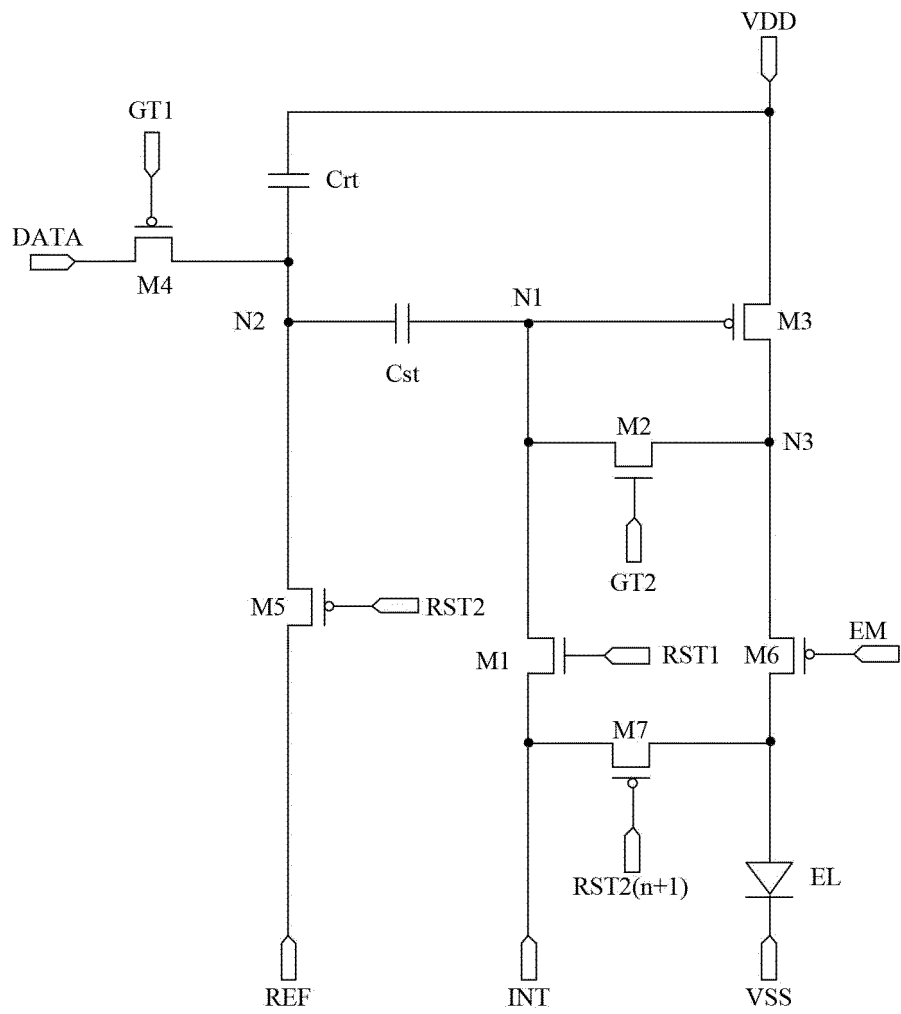 VDD
GT1
Crt
DATA
M4
N2
N1
M3
Cst
M2
N3
GT2
M5
RST2
EM
M1
RST1
M6
M7
RST2(n+1)
EL
REF
INT
VSS